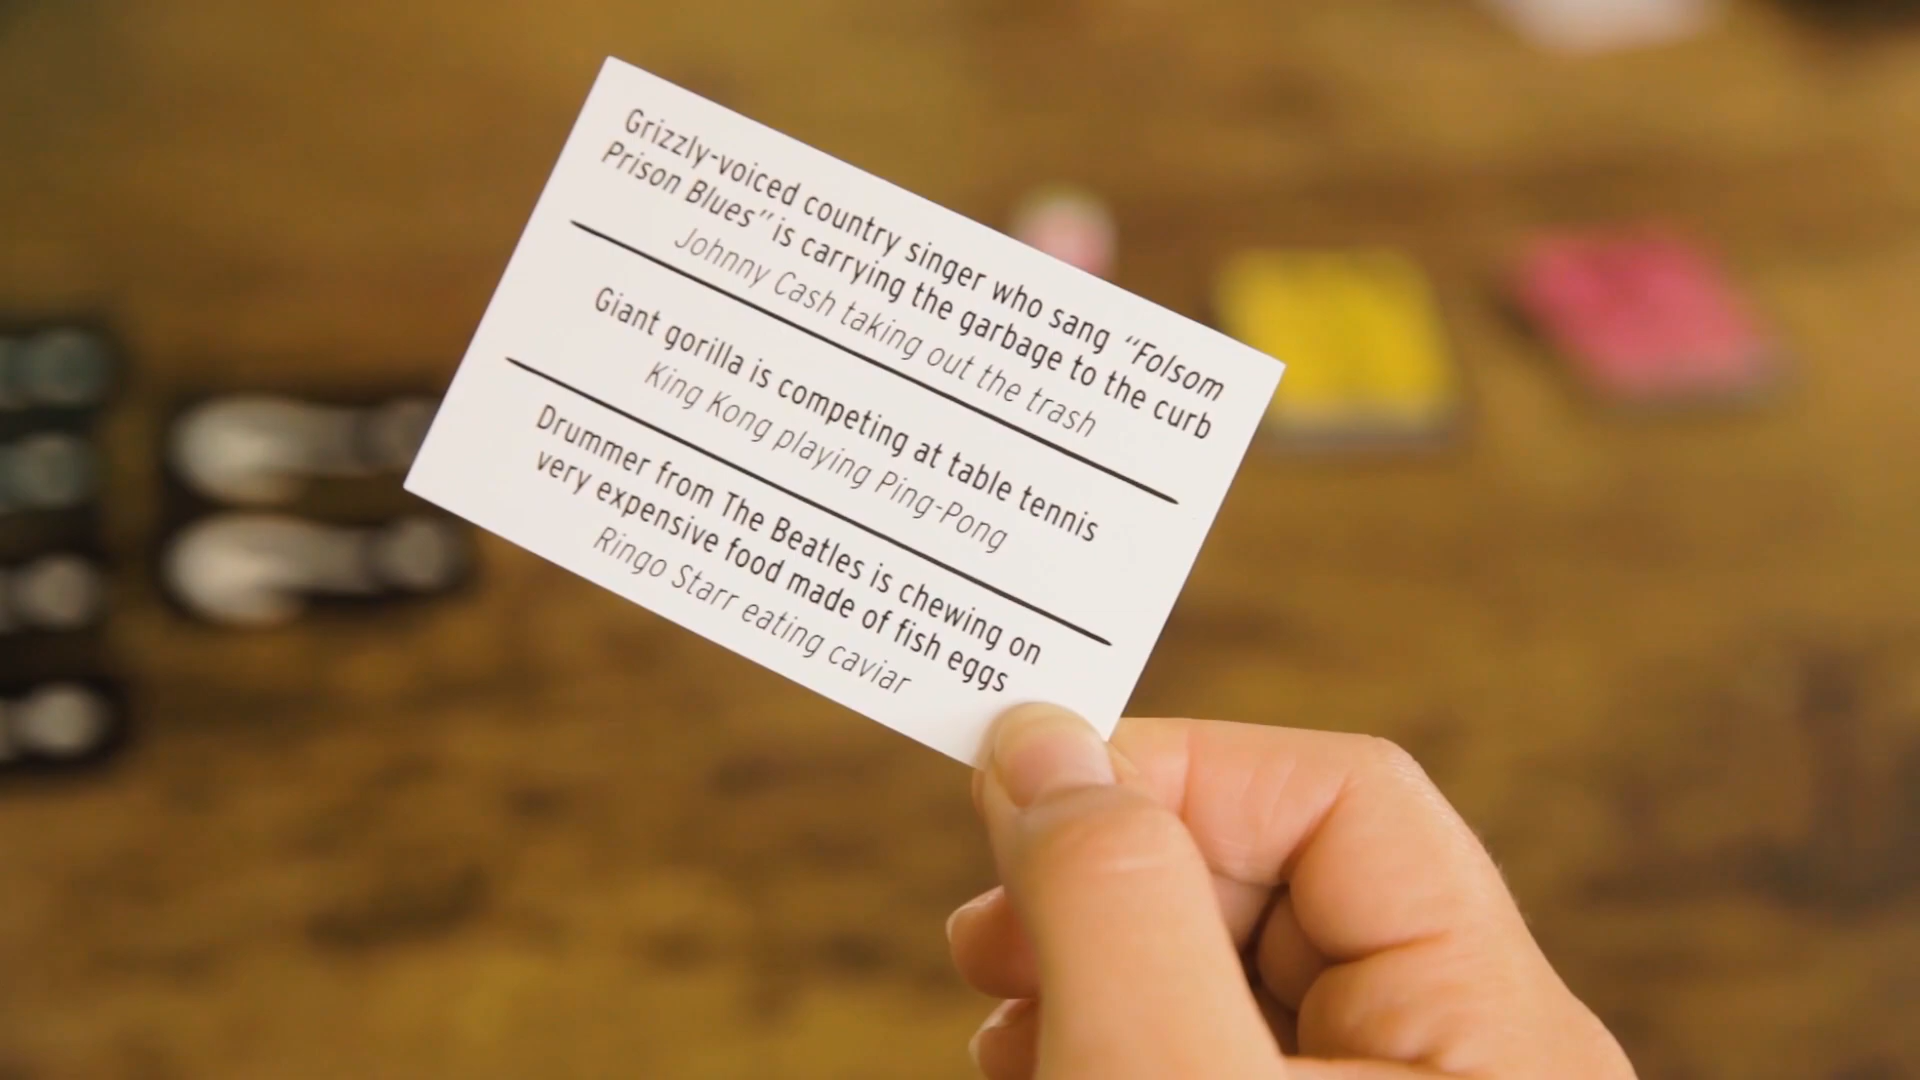 Grizzly-voiced country singer who sang "Folsom
Prison Blues" is carrying the garbage to the curb
Johnny Cash taking out the trash
Giant gorilla is competing at table tennis
King Kong playing Ping-Pong
Drummer from The Beatles is chewing on
very expensive food made of fish eggs
Ringo Starr eating caviar